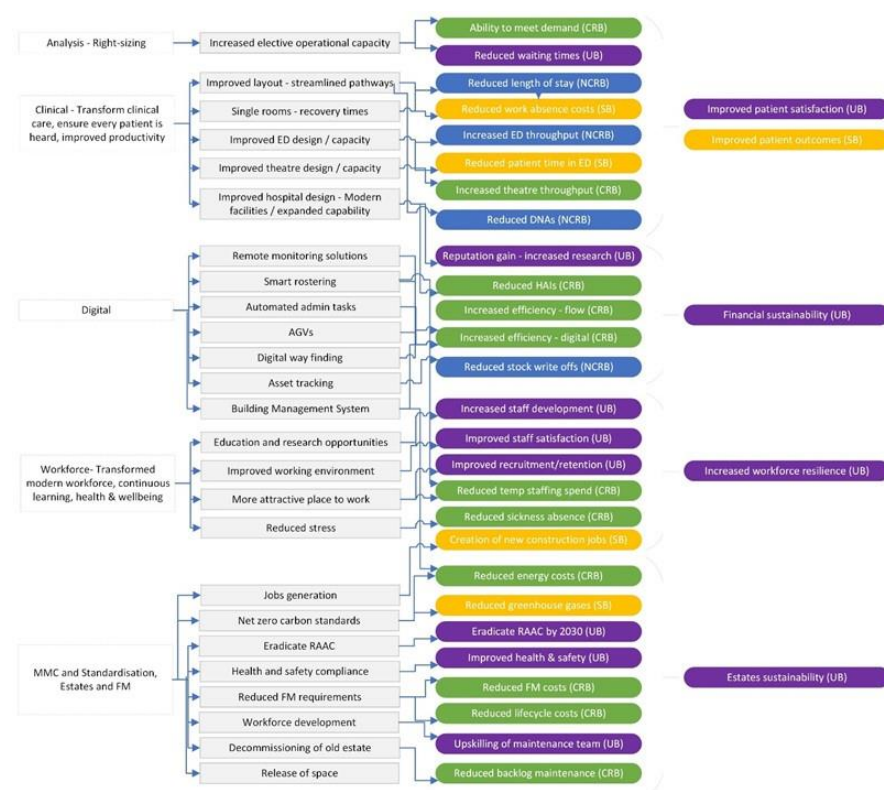 Analysis - Right-sizing
Increased elective operational capacity
Ability to meet demand (CRB)
Reduced waiting times (UB)
Clinical - Transform clinical
care, ensure every patient is
heard, improved productivity
Improved layout - streamlined pathways
Single rooms - recovery times
Improved ED design / capacity
Improved theatre design / capacity
Improved hospital design - Modern
facilities / expanded capability
Reduced length of stay (NCRB)
Reduced work absence costs (SB)
Increased ED throughput (NCRB)
Reduced patient time in ED (SB)
Increased theatre throughput (CRB)
Reduced DNAs (NCRB)
Improved patient satisfaction (UB)
Improved patient outcomes (SB)
Digital
Remote monitoring solutions
Smart rostering
Automated admin tasks
AGVs
Digital way finding
Asset tracking
Building Management System
Reputation gain - increased research (UB)
Reduced HAIs (CRB)
Increased efficiency - flow (CRB)
Increased efficiency - digital (CRB)
Reduced stock write offs (NCRB)
Financial sustainability (UB)
Workforce- Transformed
modern workforce, continuous
learning, health & wellbeing
Education and research opportunities
Improved working environment
More attractive place to work
Reduced stress
Increased staff development (UB)
Improved staff satisfaction (UB)
Improved recruitment/retention (UB)
Reduced temp staffing spend (CRB)
Reduced sickness absence (CRB)
Creation of new construction jobs (SB)
Increased workforce resilience (UB)
MMC and Standardisation,
Estates and FM
Jobs generation
Net zero carbon standards
Eradicate RAAC
Health and safety compliance
Reduced FM requirements
Workforce development
Decommissioning of old estate
Release of space
Reduced energy costs (CRB)
Reduced greenhouse gases (SB)
Eradicate RAAC by 2030 (UB)
Improved health & safety (UB)
Reduced FM costs (CRB)
Reduced lifecycle costs (CRB)
Upskilling of maintenance team (UB)
Reduced backlog maintenance (CRB)
Estates sustainability (UB)